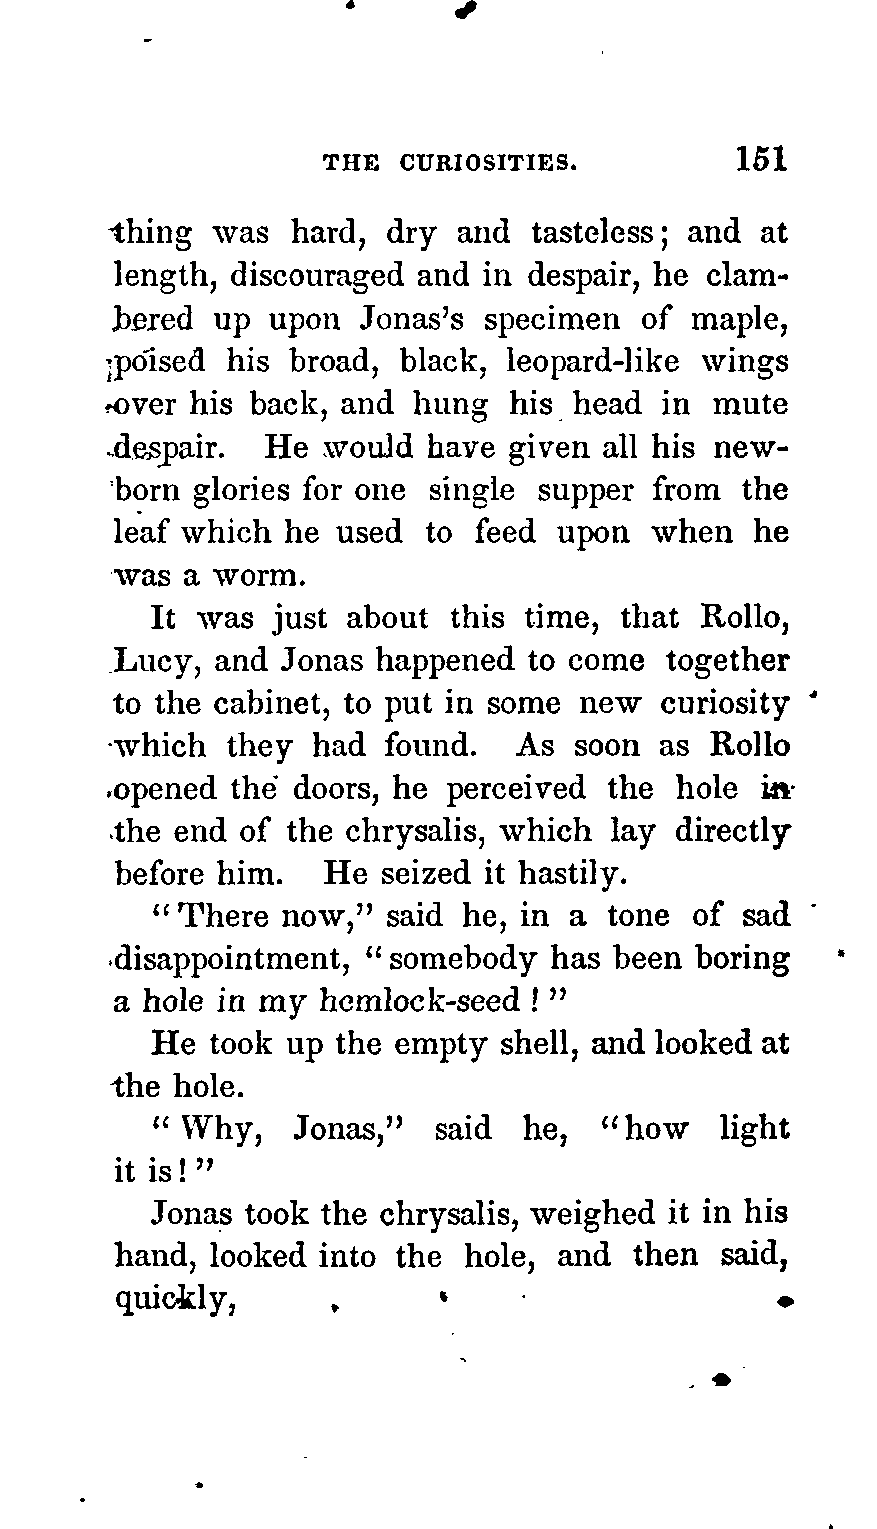 THE CURIOSITIES. 151
thing was hard, dry and tasteless; and at
length, discouraged and in despair, he clam-
bered up upon Jonas's specimen of maple,
poised his broad, black, leopard-like wings
over his back, and hung his head in mute
despair. He would have given all his new-
born glories for one single supper from the
leaf which he used to feed upon when he
was a worm.
It was just about this time, that Rollo,
Lucy, and Jonas happened to come together
to the cabinet, to put in some new curiosity
which they had found. As soon as Rollo
opened the doors, he perceived the hole in
the end of the chrysalis, which lay directly
before him. He seized it hastily.
"There now," said he, in a tone of sad
disappointment, "somebody has been boring
a hole in my hemlock-seed!"
He took up the empty shell, and looked at
the hole.
"Why, Jonas," said he, "how light
it is!"
Jonas took the chrysalis, weighed it in his
hand, looked into the hole, and then said,
quickly,